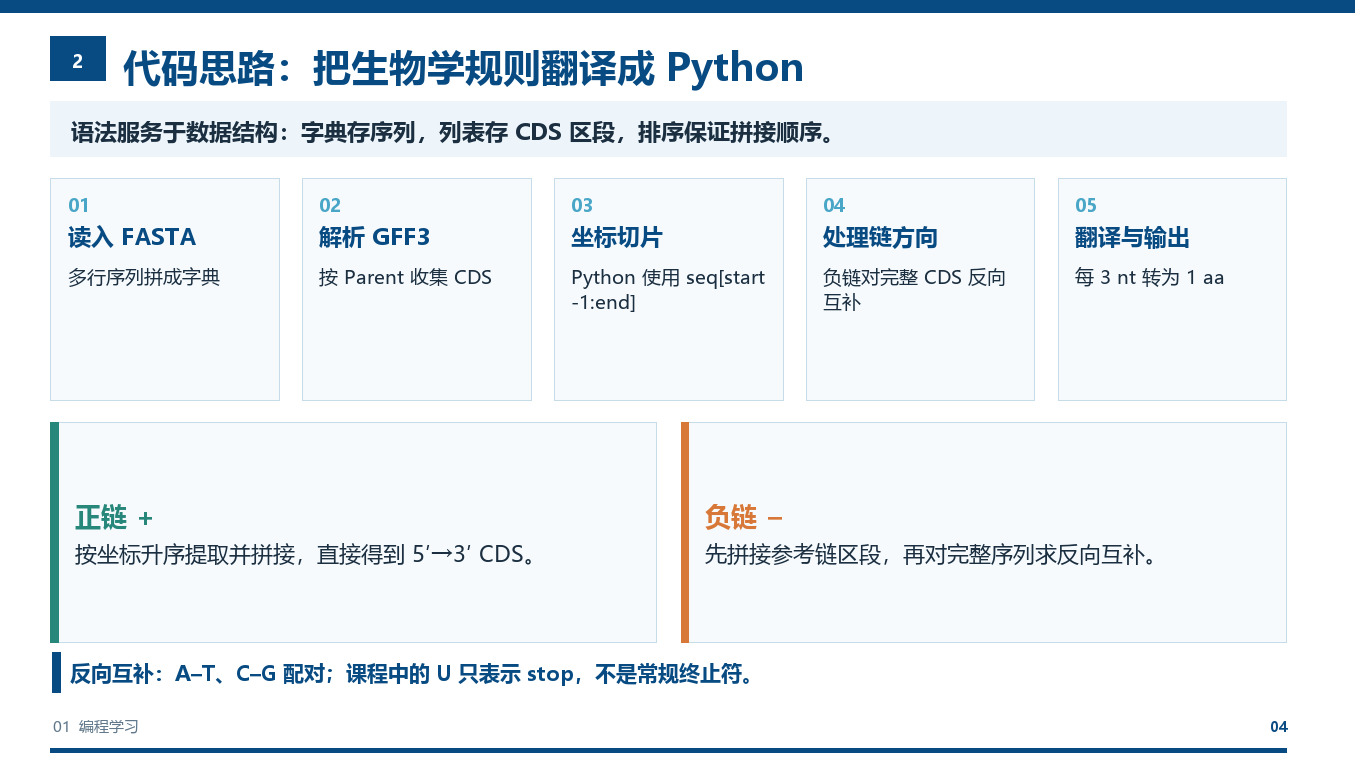 2
代码思路：把生物学规则翻译成 Python
语法服务于数据结构：字典存序列，列表存 CDS 区段，排序保证拼接顺序。
01
读入 FASTA
多行序列拼成字典
02
解析 GFF3
按 Parent 收集 CDS
03
坐标切片
Python 使用 seq[start
-1:end]
04
处理链方向
负链对完整 CDS 反向
互补
05
翻译与输出
每 3 nt 转为 1 aa
正链 +
按坐标升序提取并拼接，直接得到 5′→3′ CDS。
负链 −
先拼接参考链区段，再对完整序列求反向互补。
反向互补：A–T、C–G 配对；课程中的 U 只表示 stop，不是常规终止符。
01 编程学习
04